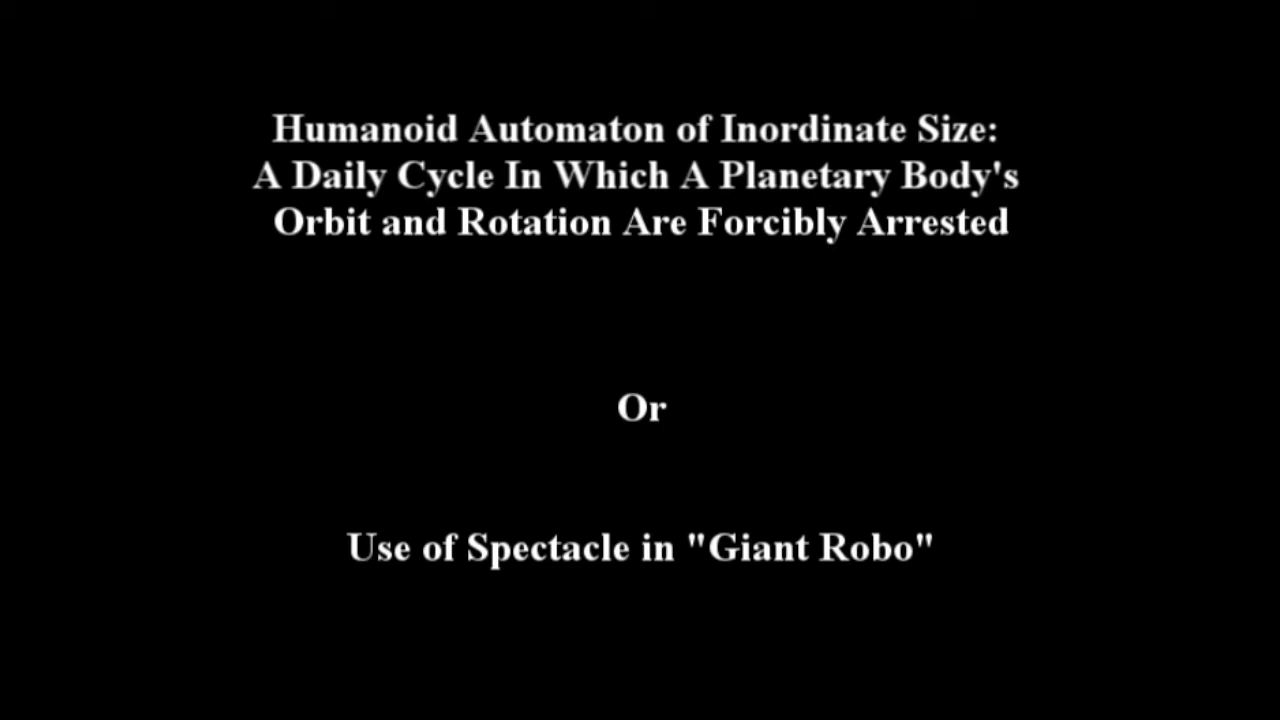 Humanoid Automaton of Inordinate Size:
A Daily Cycle In Which A Planetary Body's
Orbit and Rotation Are Forcibly Arrested
Or
Use of Spectacle in "Giant Robo"